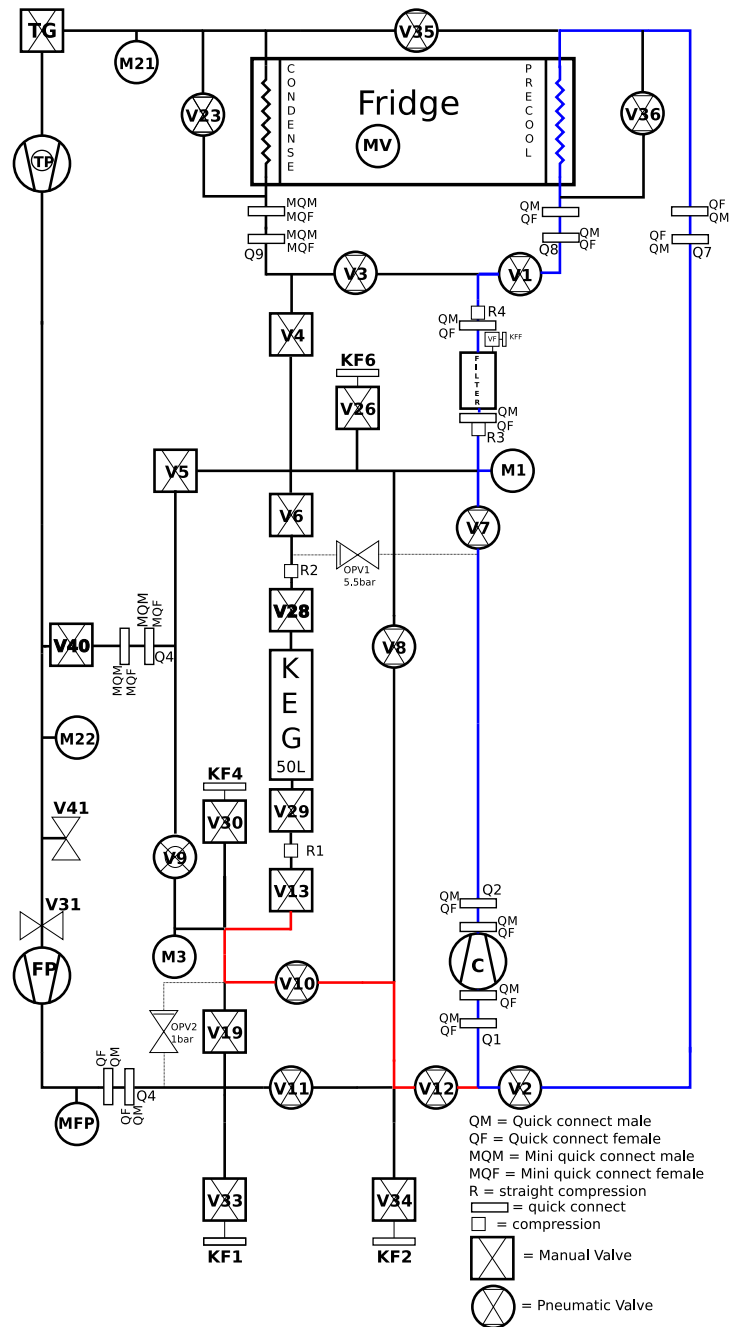 TG
V35
M21
V23
C
O
N
D
E
N
S
E
Fridge
MV
P
R
E
C
O
O
L
V36
TP
MQM
MQF
MQM
MQF
Q9
QM
QF
Q8
QM
QF
QF
QM
QF
QM
Q7
V3
V1
V4
R4
QM
QF
VF
KFF
F
I
L
T
E
R
KF6
V26
QM
QF
R3
V5
M1
V6
V7
OPV1
5.5bar
R2
V28
V40
MQM
MQF
MQM
MQF
Q4
V8
K
E
G
50L
M22
KF4
V30
V29
V41
V9
R1
V13
V31
M3
FP
Q2
QM
QF
QM
QF
C
QM
QF
QM
QF
Q1
V10
OPV2
1bar
V19
QF
QM
QF
QM
Q4
V11
V12
V2
MFP
V33
KF1
V34
KF2
QM = Quick connect male
QF = Quick connect female
MQM = Mini quick connect male
MQF = Mini quick connect female
R = straight compression
= quick connect
= compression
= Manual Valve
= Pneumatic Valve